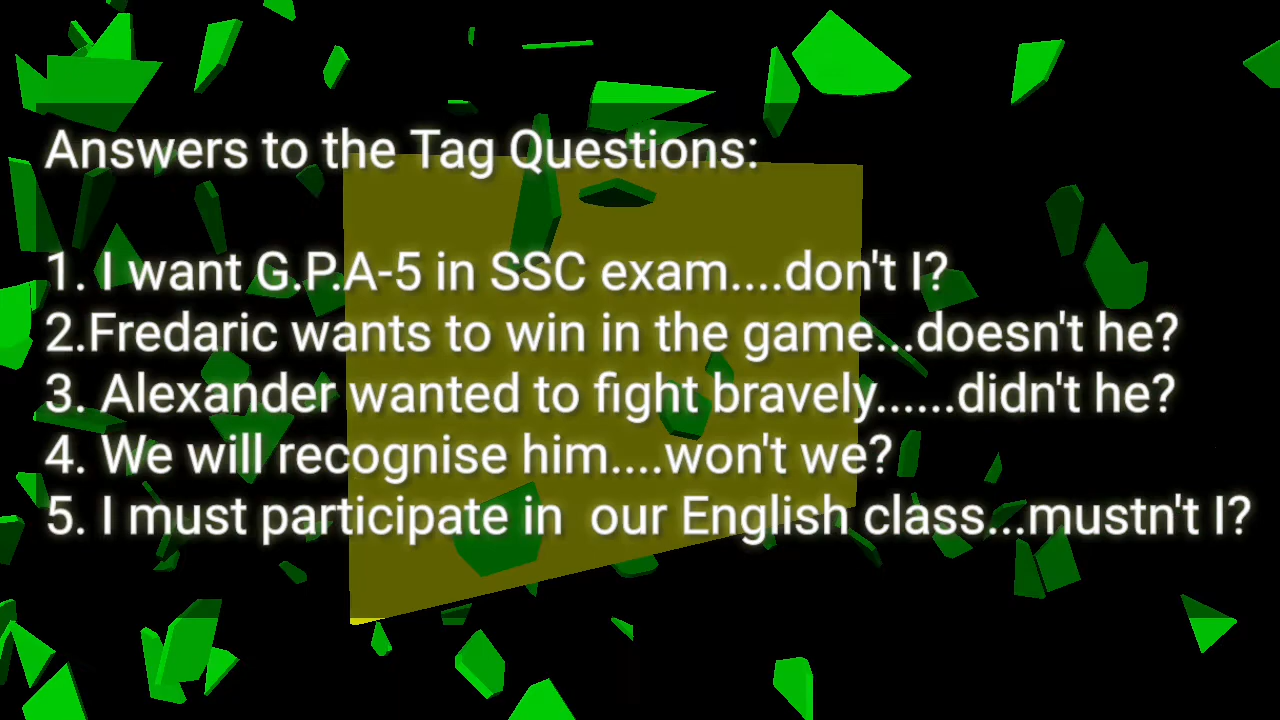 Answers to the Tag Questions:
1. I want G.P.A-5 in SSC exam....don't I?
2.Fredaric wants to win in the game...doesn't he?
3. Alexander wanted to fight bravely......didn't he?
4. We will recognise him....won't we?
5. I must participate in  our English class...mustn't I?